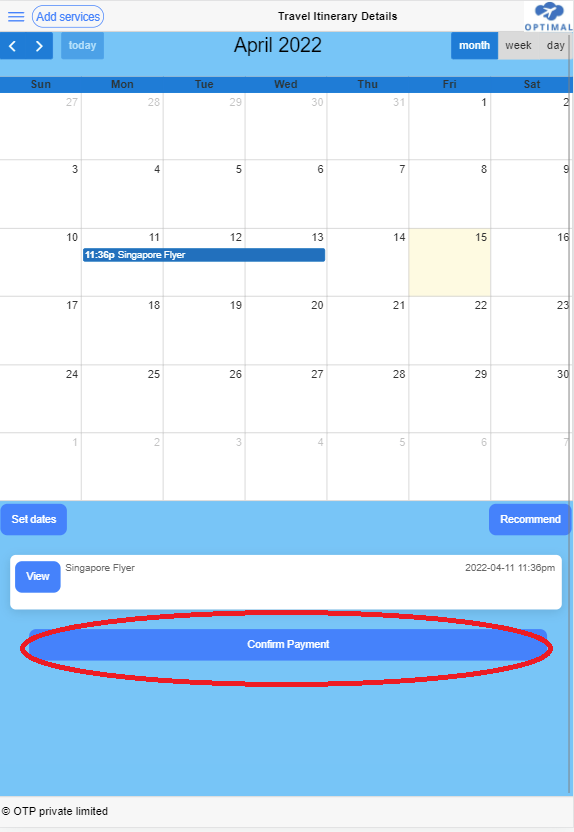 Add services
Travel Itinerary Details
OPTIMAL
today
April 2022
month week day
Sun Mon Tue Wed Thu Fri Sat
27 28 29 30 31 1 2
3 4 5 6 7 8 9
10 11 12 13 14 15 16
11:36p Singapore Flyer
17 18 19 20 21 22 23
24 25 26 27 28 29 30
1 2 3 4 5 6 7
Set dates
Recommend
View
Singapore Flyer
2022-04-11 11:36pm
Confirm Payment
© OTP private limited